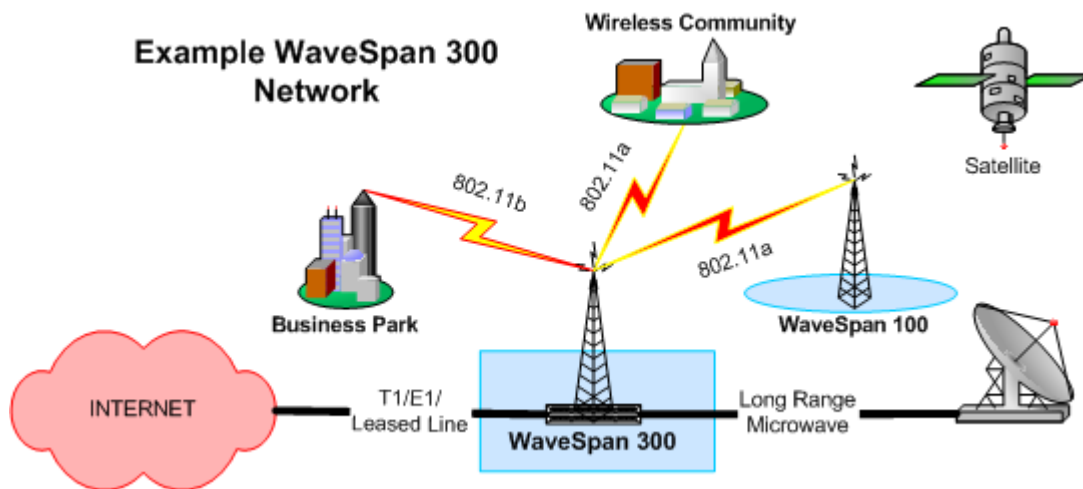 Example WaveSpan 300
Network
Wireless Community
Satellite
802.11b
802.11a
802.11a
Business Park
WaveSpan 100
INTERNET
T1/E1/
Leased Line
WaveSpan 300
Long Range
Microwave